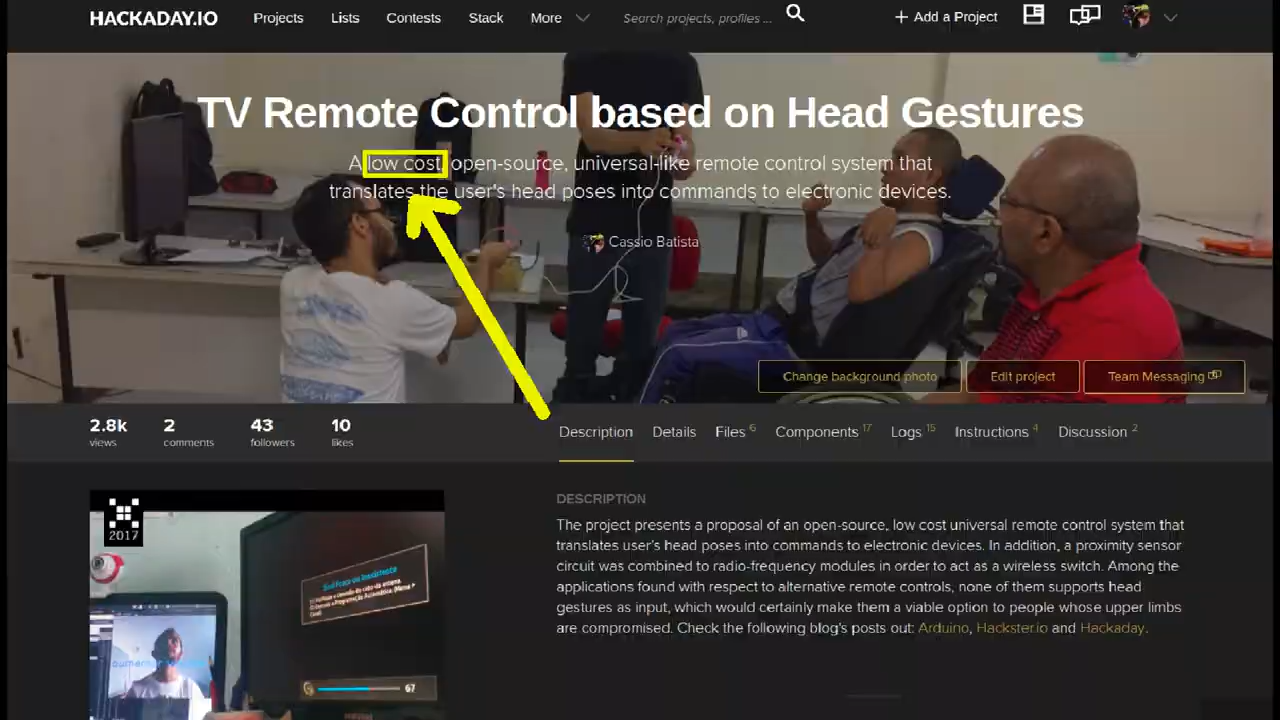 HACKADAY.IO Projects Lists Contests Stack More Search projects, profiles ... + Add a Project
TV Remote Control based on Head Gestures
A low cost, open-source, universal-like remote control system that
translates the user's head poses into commands to electronic devices.
Cassio Batista
Change background photo Edit project Team Messaging
2.8k 2 43 10
views comments followers likes
Description Details Files 6 Components 17 Logs 15 Instructions 4 Discussion 2
2017
67
DESCRIPTION
The project presents a proposal of an open-source, low cost universal remote control system that
translates user's head poses into commands to electronic devices. In addition, a proximity sensor
circuit was combined to radio-frequency modules in order to act as a wireless switch. Among the
applications found with respect to alternative remote controls, none of them supports head
gestures as input, which would certainly make them a viable option to people whose upper limbs
are compromised. Check the following blog's posts out: Arduino, Hackster.io and Hackaday.